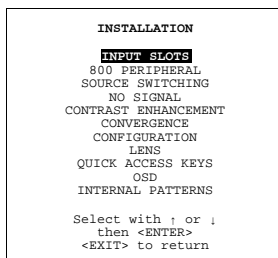 INSTALLATION
INPUT SLOTS
800 PERIPHERAL
SOURCE SWITCHING
NO SIGNAL
CONTRAST ENHANCEMENT
CONVERGENCE
CONFIGURATION
LENS
QUICK ACCESS KEYS
OSD
INTERNAL PATTERNS
Select with ↑ or ↓
then <ENTER>
<EXIT> to return